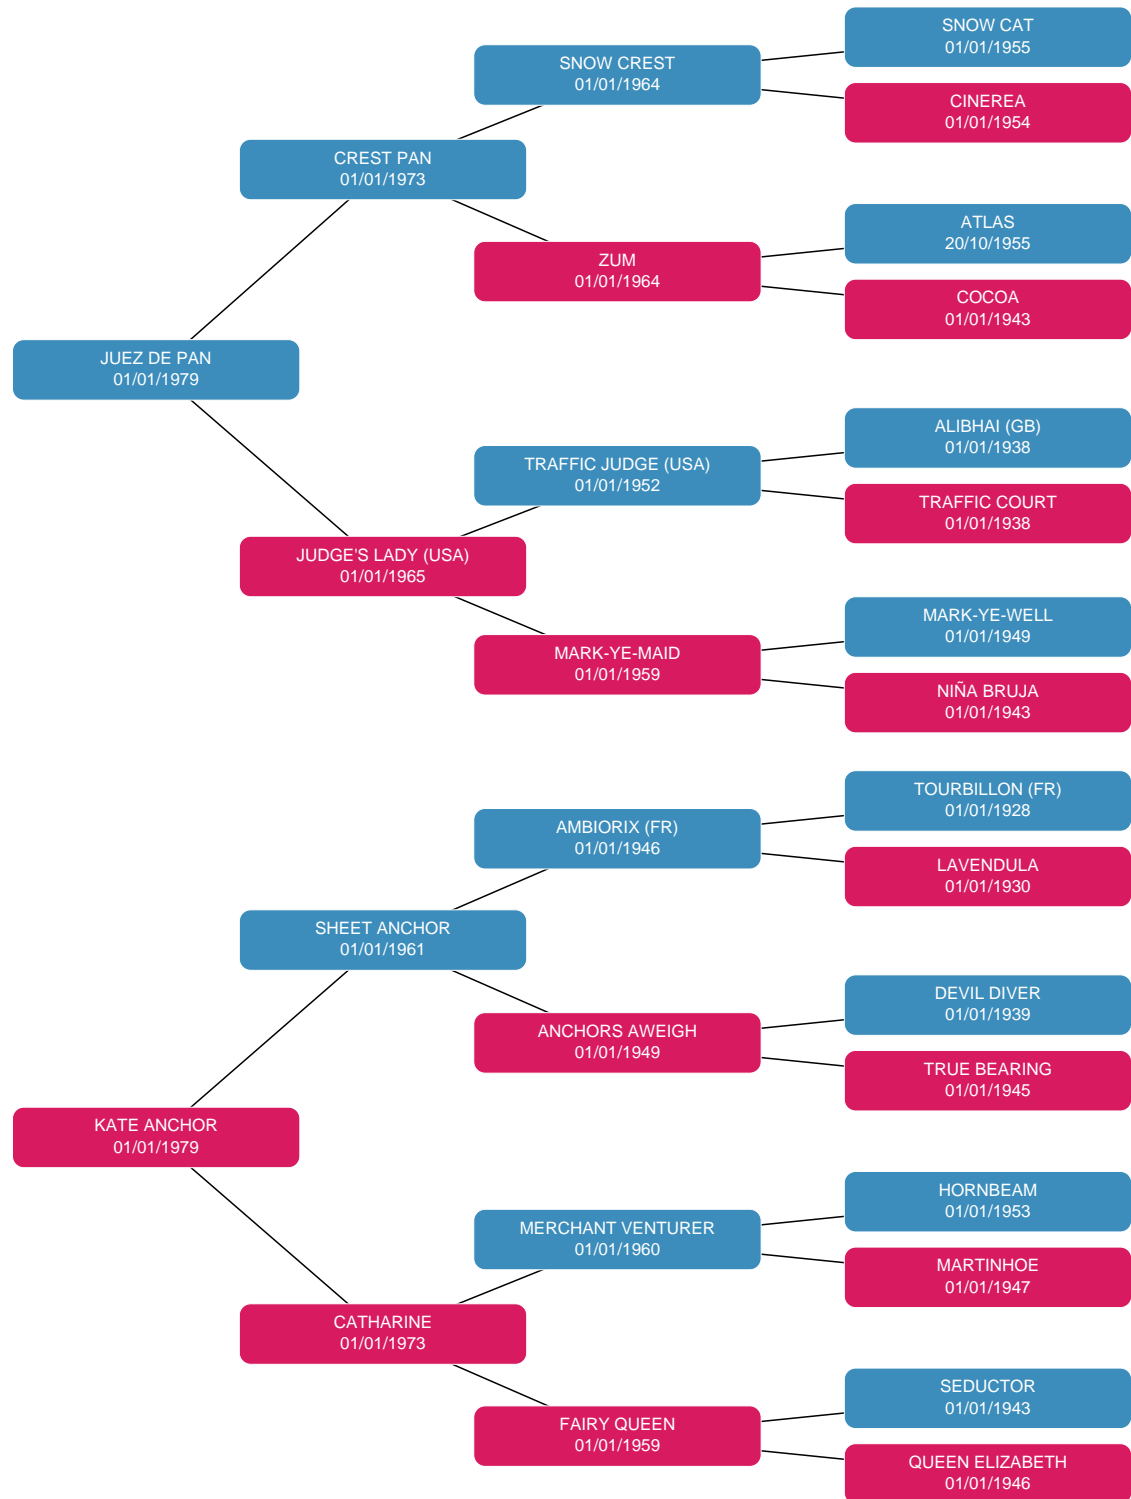 SNOW CAT
01/01/1955
SNOW CREST
01/01/1964
CINEREA
01/01/1954
CREST PAN
01/01/1973
ATLAS
20/10/1955
ZUM
01/01/1964
COCOA
01/01/1943
JUEZ DE PAN
01/01/1979
ALIBHAI (GB)
01/01/1938
TRAFFIC JUDGE (USA)
01/01/1952
TRAFFIC COURT
01/01/1938
JUDGE'S LADY (USA)
01/01/1965
MARK-YE-WELL
01/01/1949
MARK-YE-MAID
01/01/1959
NIÑA BRUJA
01/01/1943
TOURBILLON (FR)
01/01/1928
AMBIORIX (FR)
01/01/1946
LAVENDULA
01/01/1930
SHEET ANCHOR
01/01/1961
DEVIL DIVER
01/01/1939
ANCHORS AWEIGH
01/01/1949
TRUE BEARING
01/01/1945
KATE ANCHOR
01/01/1979
HORNBEAM
01/01/1953
MERCHANT VENTURER
01/01/1960
MARTINHOE
01/01/1947
CATHARINE
01/01/1973
SEDUCTOR
01/01/1943
FAIRY QUEEN
01/01/1959
QUEEN ELIZABETH
01/01/1946